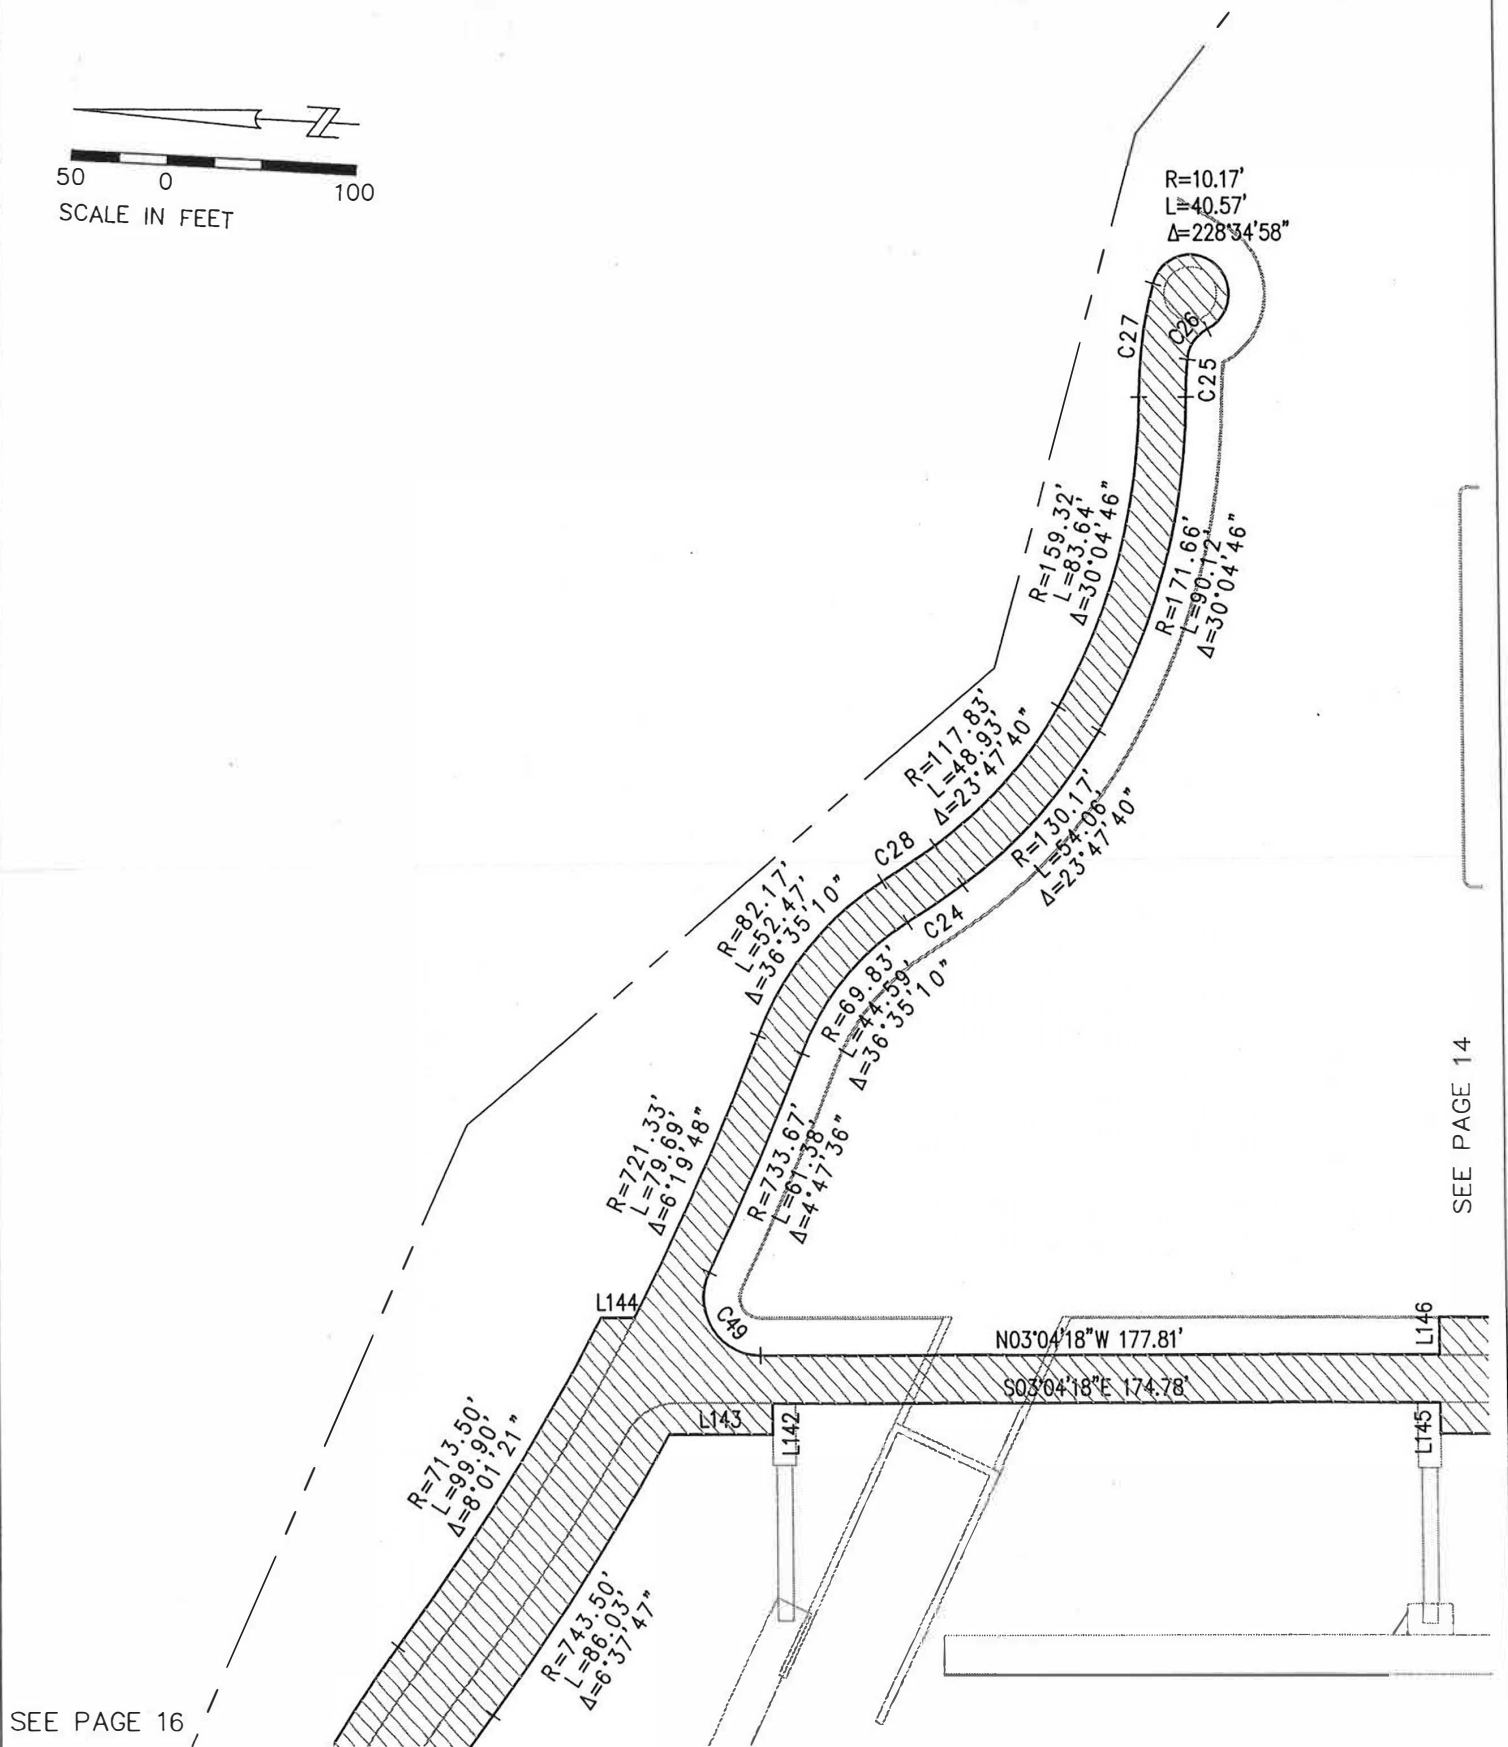 50
0
100
SCALE IN FEET
R=10.17'
L=40.57'
Δ=228°34'58"
C27
C26
C25
R=159.32'
L=83.64'
Δ=30°04'46"
R=171.66'
L=90.12'
Δ=30°04'46"
R=117.83'
L=48.93'
Δ=23°47'40"
R=130.17'
L=54.06'
Δ=23°47'40"
C28
C24
R=82.17'
L=52.47'
Δ=36°35'10"
R=69.83'
L=44.59'
Δ=36°35'10"
R=721.33'
L=79.69'
Δ=6°19'48"
R=733.67'
L=61.38'
Δ=4°47'36"
SEE PAGE 14
L144
C49
N03°04'18"W 177.81'
L146
S03°04'18"E 174.78'
L143
L142
L145
R=713.50'
L=99.90'
Δ=8°01'21"
R=743.50'
L=86.03'
Δ=6°37'47"
SEE PAGE 16